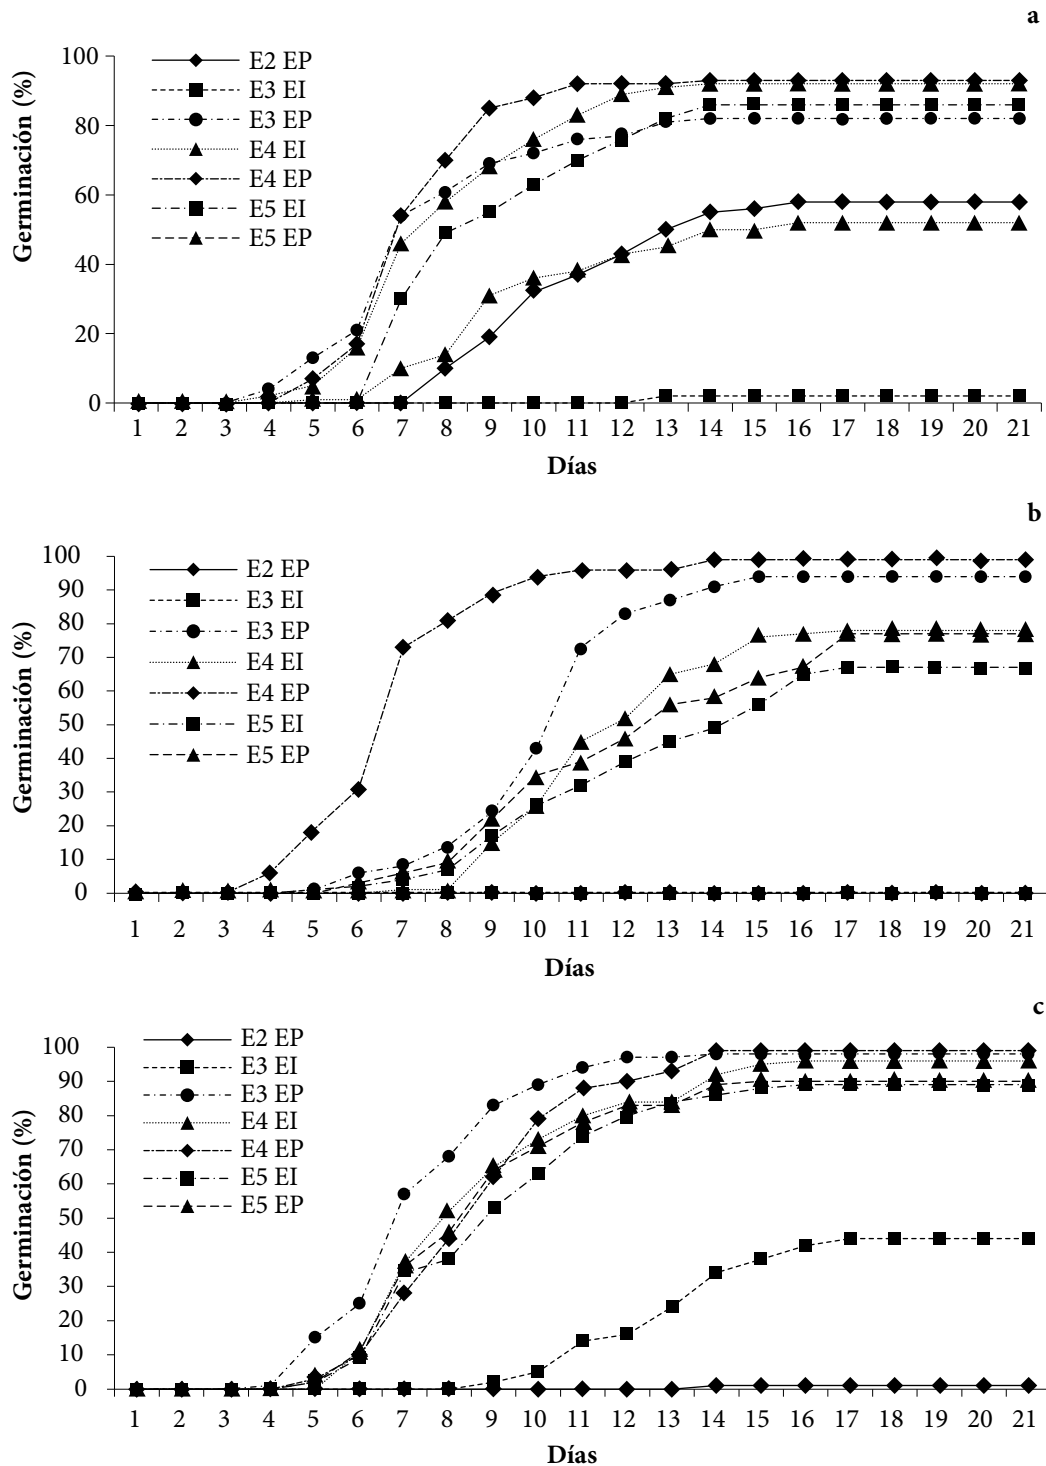 a
100
80
60
40
20
0
Germinación (%)
E2 EP
E3 EI
E3 EP
E4 EI
E4 EP
E5 EI
E5 EP
1 2 3 4 5 6 7 8 9 10 11 12 13 14 15 16 17 18 19 20 21
Días
b
100
90
80
70
60
50
40
30
20
10
0
Germinación (%)
E2 EP
E3 EI
E3 EP
E4 EI
E4 EP
E5 EI
E5 EP
1 2 3 4 5 6 7 8 9 10 11 12 13 14 15 16 17 18 19 20 21
Días
c
100
90
80
70
60
50
40
30
20
10
0
Germinación (%)
E2 EP
E3 EI
E3 EP
E4 EI
E4 EP
E5 EI
E5 EP
1 2 3 4 5 6 7 8 9 10 11 12 13 14 15 16 17 18 19 20 21
Días